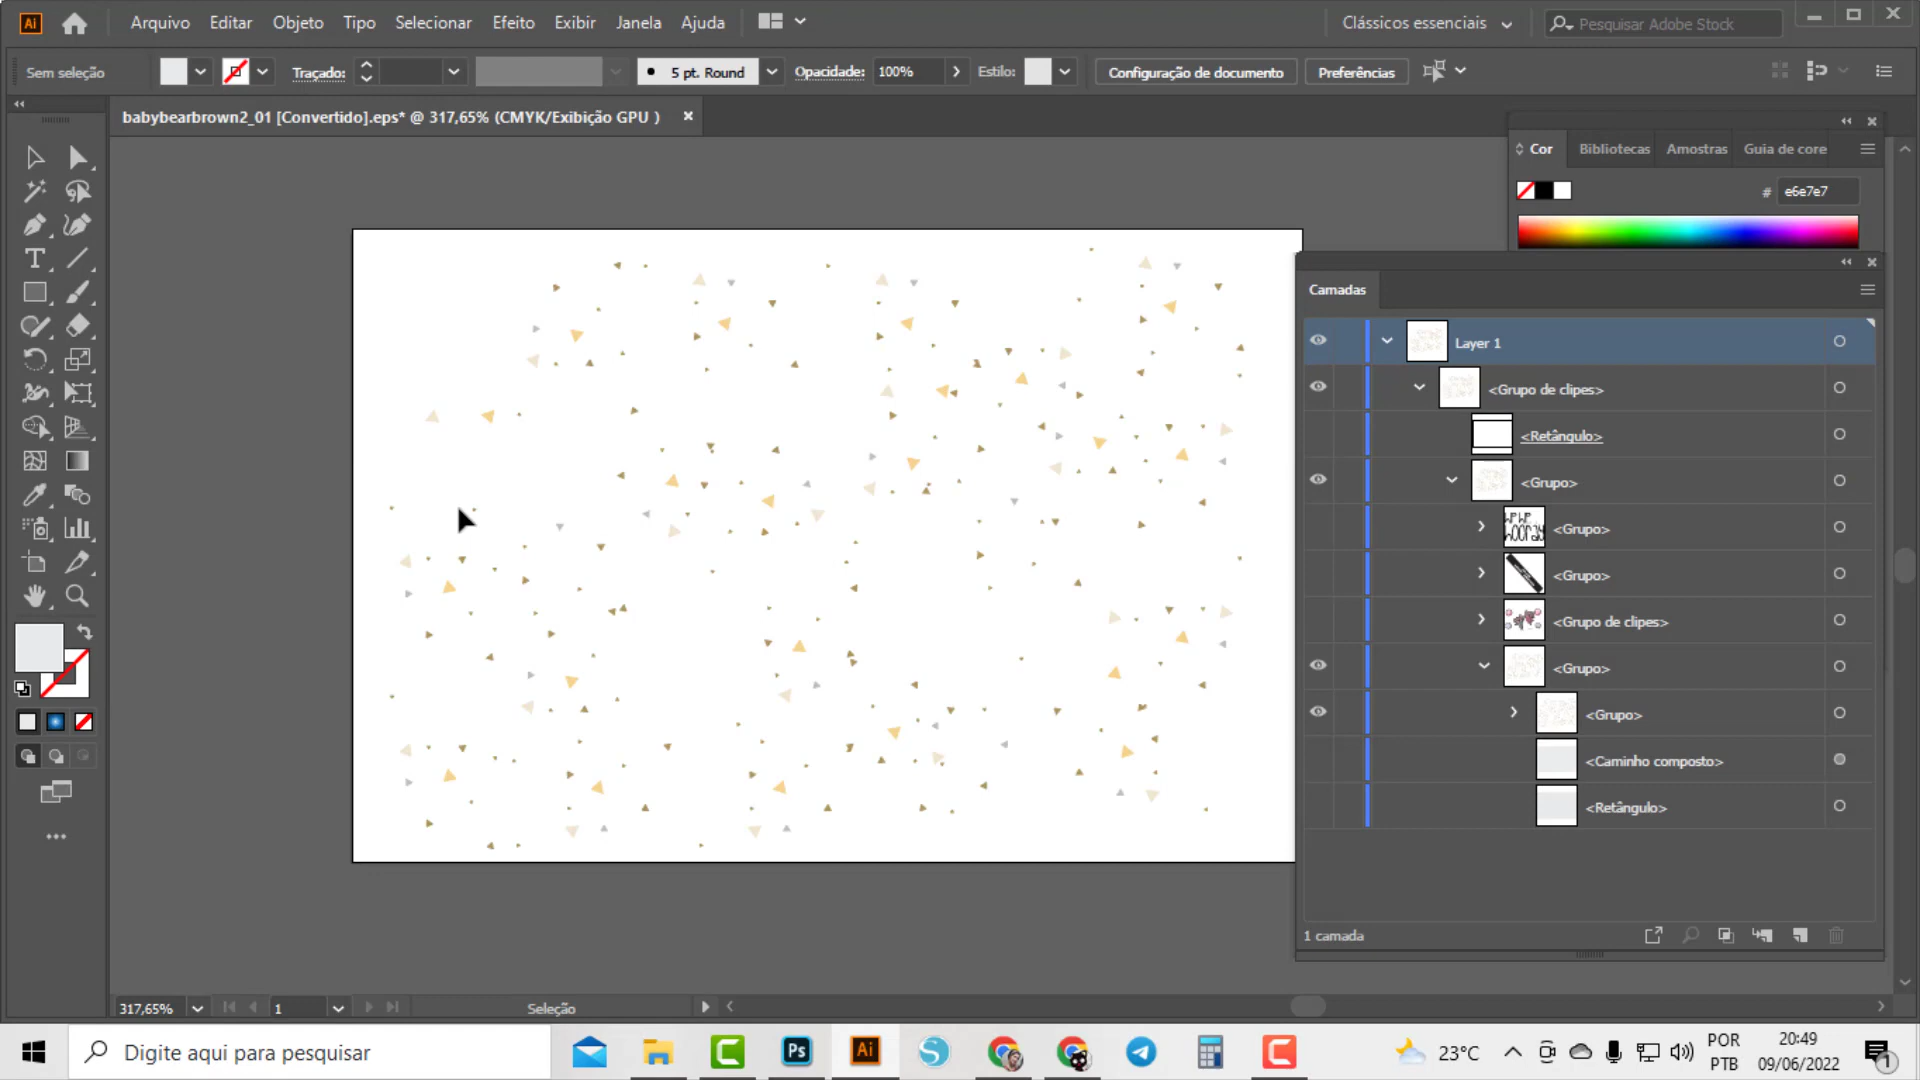 Ai
Arquivo
Editar
Objeto
Tipo
Selecionar
Efeito
Exibir
Janela
Ajuda
Clássicos essenciais
Pesquisar Adobe Stock
Sem seleção
Traçado:
5 pt. Round
Opacidade:
100%
Estilo:
Configuração de documento
Preferências
babybearbrown2_01 [Convertido].eps* @ 317,65% (CMYK/Exibição GPU )
Cor
Bibliotecas
Amostras
Guia de core
# e6e7e7
Camadas
Layer 1
<Grupo de clipes>
<Retângulo>
<Grupo>
<Grupo>
<Grupo>
<Grupo de clipes>
<Grupo>
<Grupo>
<Caminho composto>
<Retângulo>
1 camada
317,65%
1
Seleção
Digite aqui para pesquisar
Ps
Ai
23°C
POR
PTB
20:49
09/06/2022
1